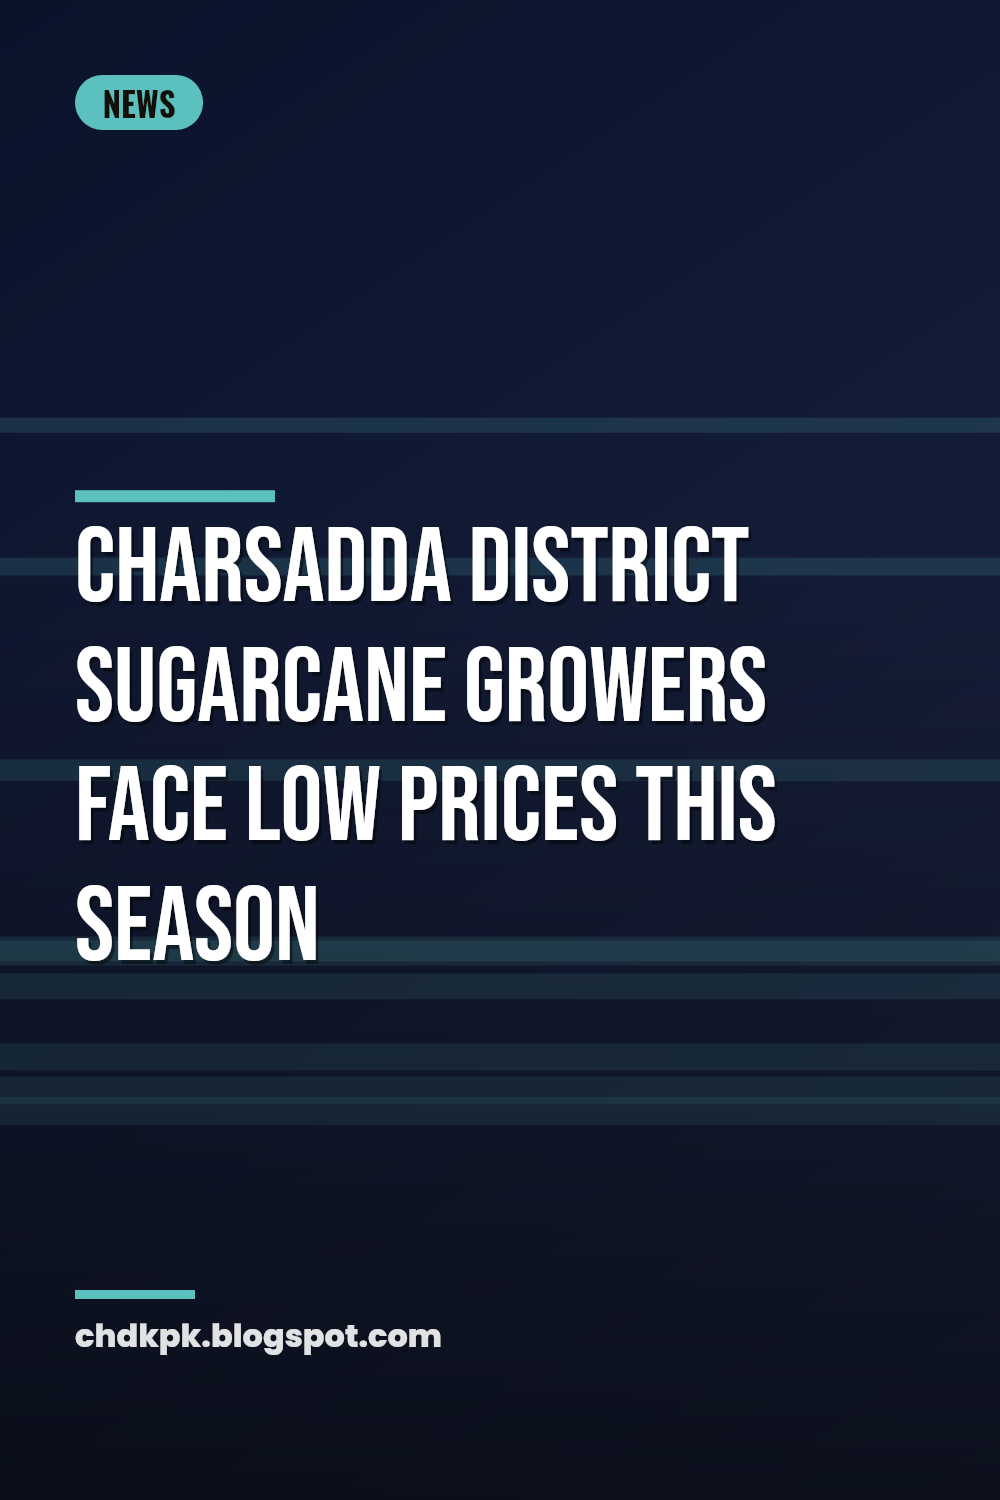 NEWS
CHARSADDA DISTRICT
SUGARCANE GROWERS
FACE LOW PRICES THIS
SEASON
chdkpk.blogspot.com